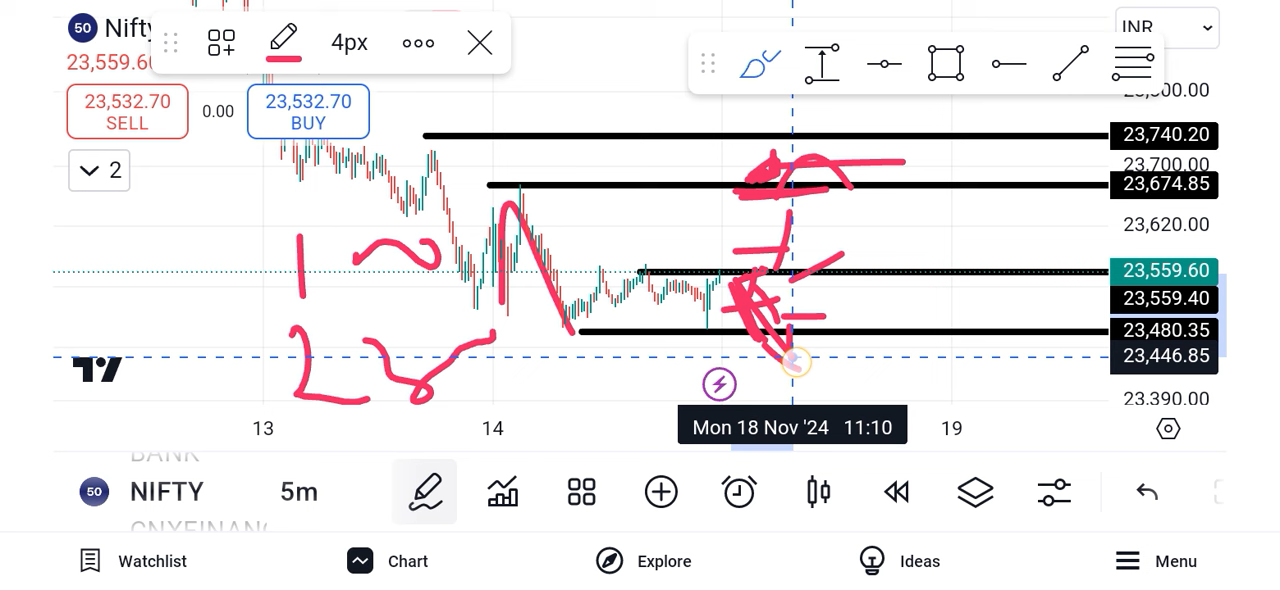 50 Nifty
4px
INR
23,559.60
23,532.70
SELL
0.00
23,532.70
BUY
2
23,740.20
23,700.00
23,674.85
23,620.00
23,559.60
23,559.40
23,480.35
23,446.85
23,390.00
13
14
Mon 18 Nov '24 11:10
19
BANK
50 NIFTY
5m
CNXFINANC
Watchlist
Chart
Explore
Ideas
Menu